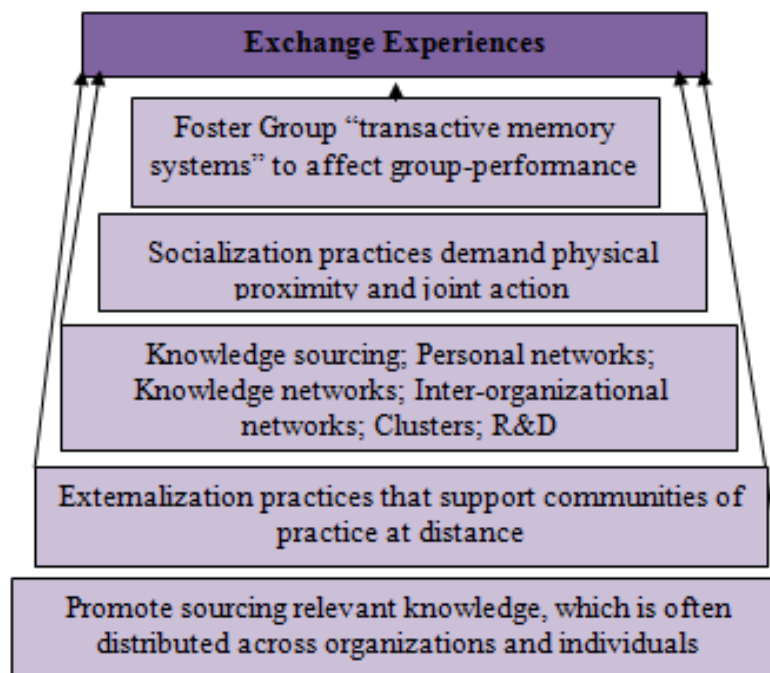 Exchange Experiences
Foster Group “transactive memory
systems” to affect group-performance
Socialization practices demand physical
proximity and joint action
Knowledge sourcing; Personal networks;
Knowledge networks; Inter-organizational
networks; Clusters; R&D
Externalization practices that support communities of
practice at distance
Promote sourcing relevant knowledge, which is often
distributed across organizations and individuals